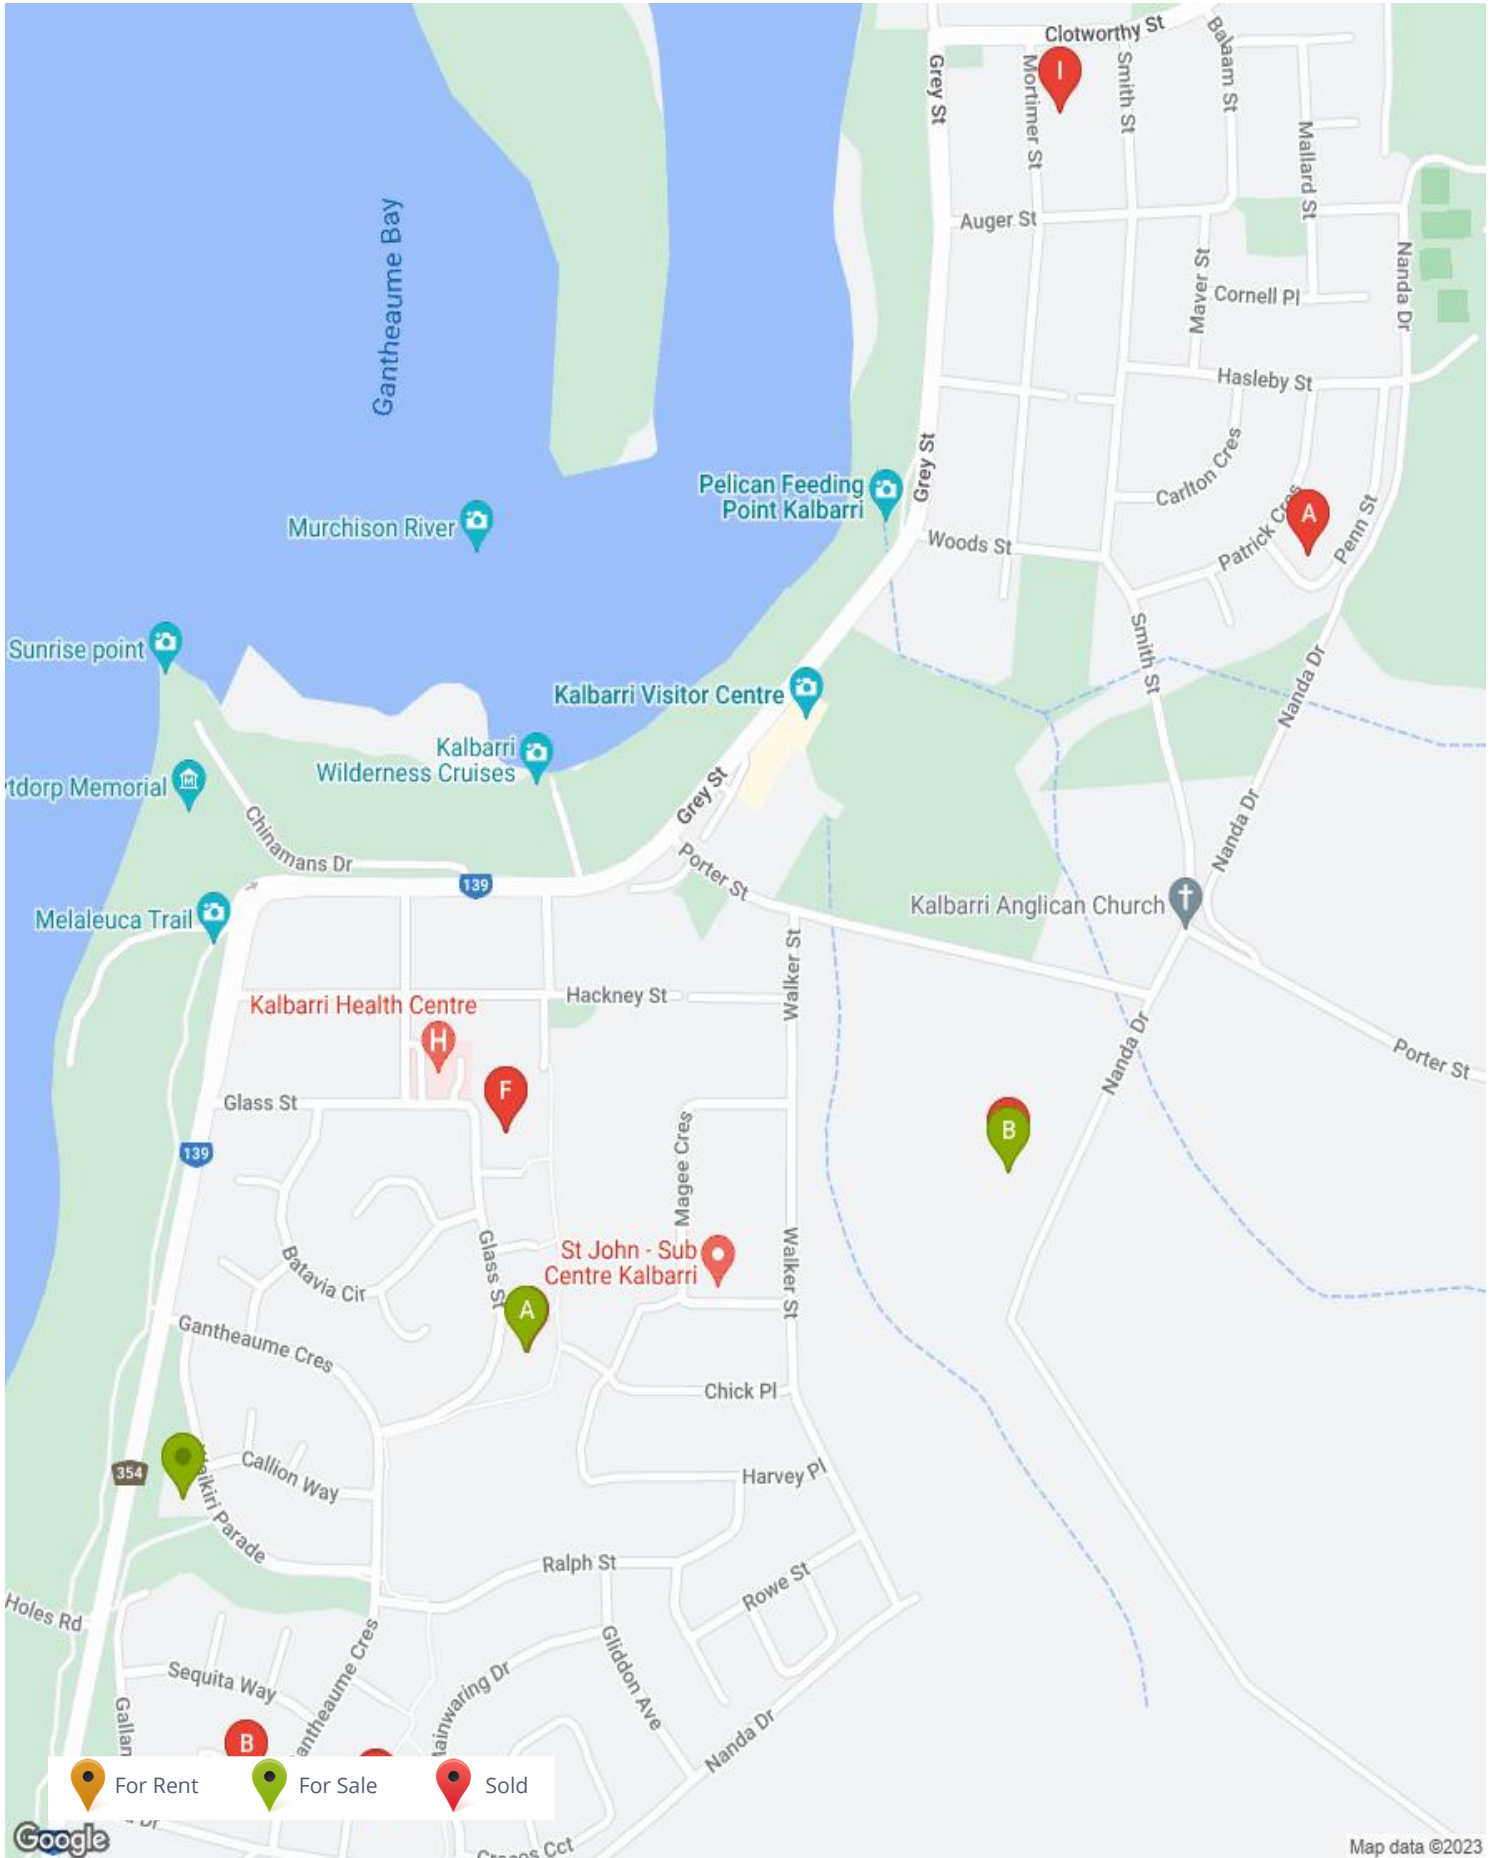 Clotworthy St
Grey St
Mortimer St
I
Smith St
Balaam St
Mallard St
Auger St
Nanda Dr
Gantheaume Bay
Maver St
Cornell Pl
Hasleby St
Grey St
Carlton Cres
Pelican Feeding
Point Kalbarri
Murchison River
Woods St
Patrick Cres
A
Penn St
Sunrise point
Smith St
Nanda Dr
Kalbarri Visitor Centre
Kalbarri
Wilderness Cruises
ytdorp Memorial
Grey St
Chinamans Dr
Porter St
Nanda Dr
139
Melaleuca Trail
Kalbarri Anglican Church
Walker St
Hackney St
Kalbarri Health Centre
H
Nanda Dr
Porter St
F
Glass St
Magee Cres
B
139
Glass St
St John - Sub
Centre Kalbarri
Walker St
Batavia Cir
A
Gantheaume Cres
Chick Pl
354
Callion Way
Waikiri Parade
Harvey Pl
Ralph St
Rowe St
Holes Rd
Gantheaume Cres
Gliddon Ave
Sequita Way
Mainwaring Dr
Gallan
B
Nanda Dr
For Rent
For Sale
Sold
Dr
Google
Cct
Map data ©2023